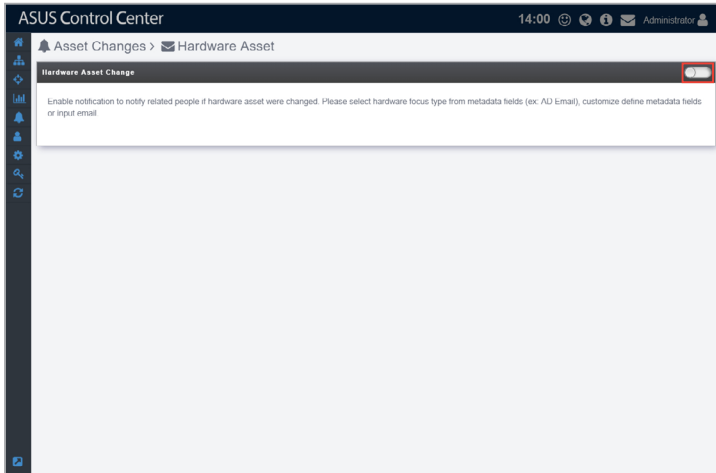 ASUS Control Center
14:00 Administrator
Asset Changes > Hardware Asset
Hardware Asset Change
Enable notification to notify related people if hardware asset were changed. Please select hardware focus type from metadata fields (ex: AD Email), customize define metadata fields
or input email